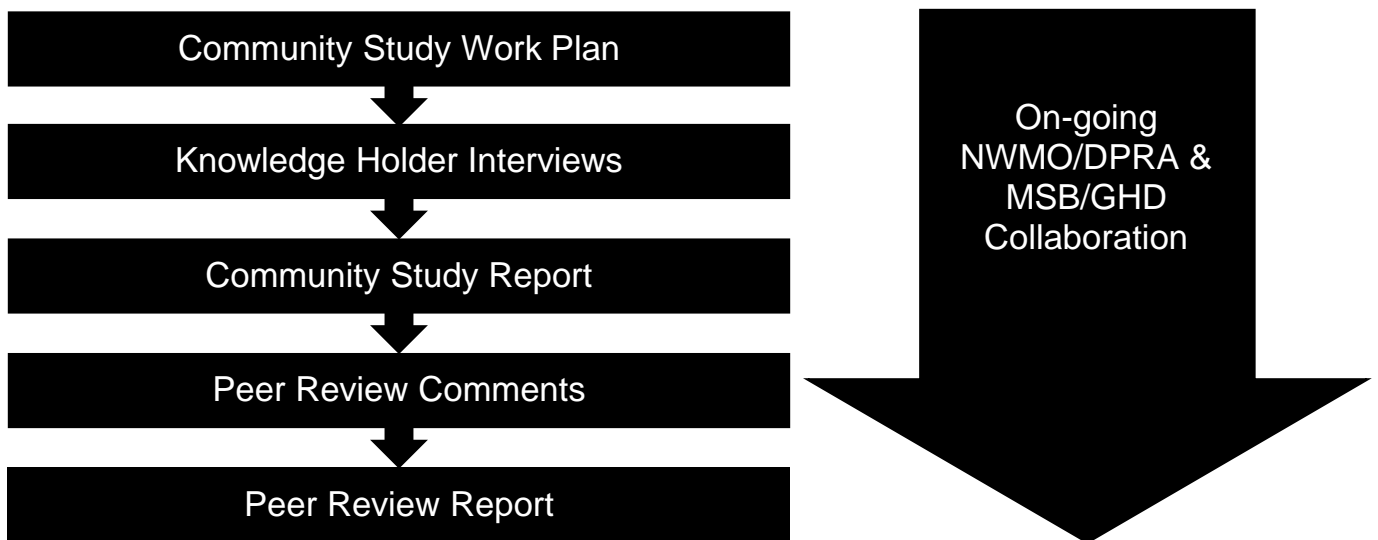 Community Study Work Plan
Knowledge Holder Interviews
Community Study Report
Peer Review Comments
Peer Review Report
On-going
NWMO/DPRA &
MSB/GHD
Collaboration